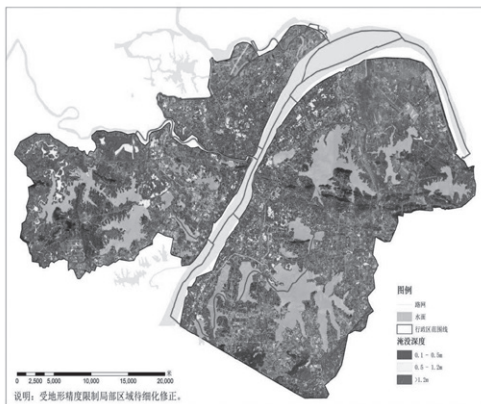 图例
路网
水面
行政区范围线
淹没深度
0.1 - 0.5m
0.5 - 1.2m
>1.2m
米
0 2,500 5,000 10,000 15,000 20,000
说明：受地形精度限制局部区域待细化修正。